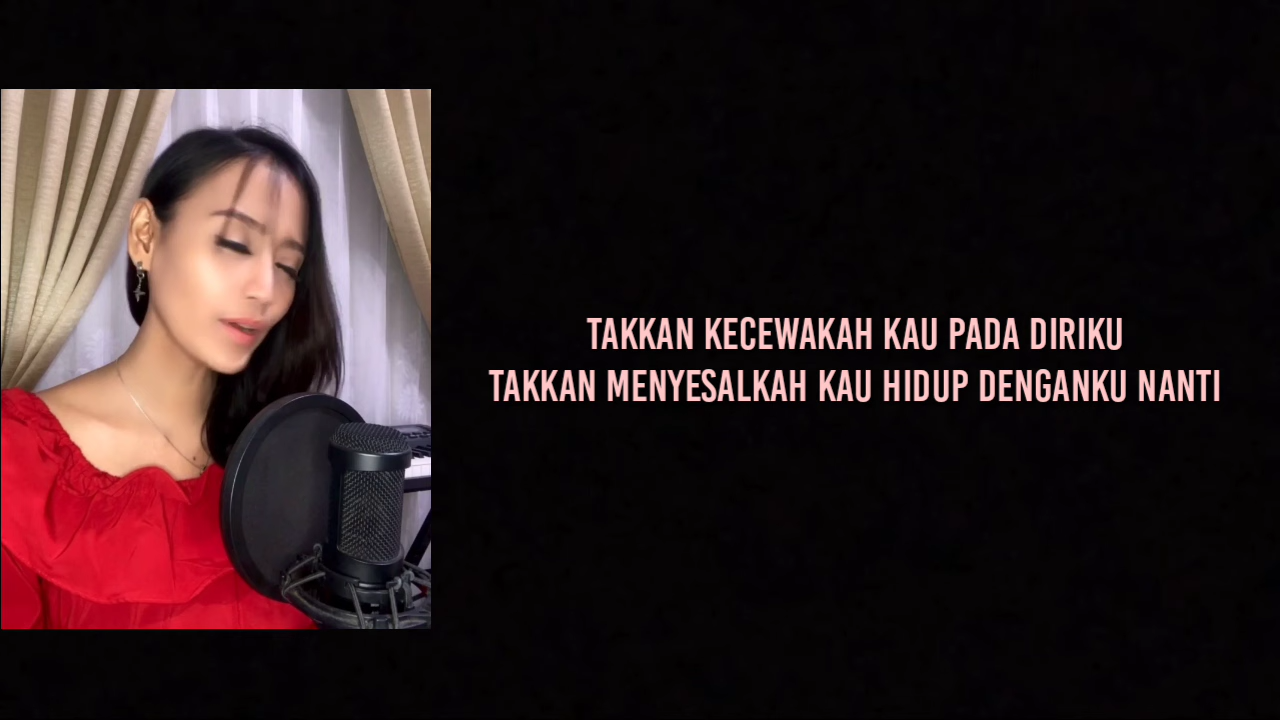 TAKKAN KECEWAKAH KAU PADA DIRIKU
TAKKAN MENYESALKAH KAU HIDUP DENGANKU NANTI